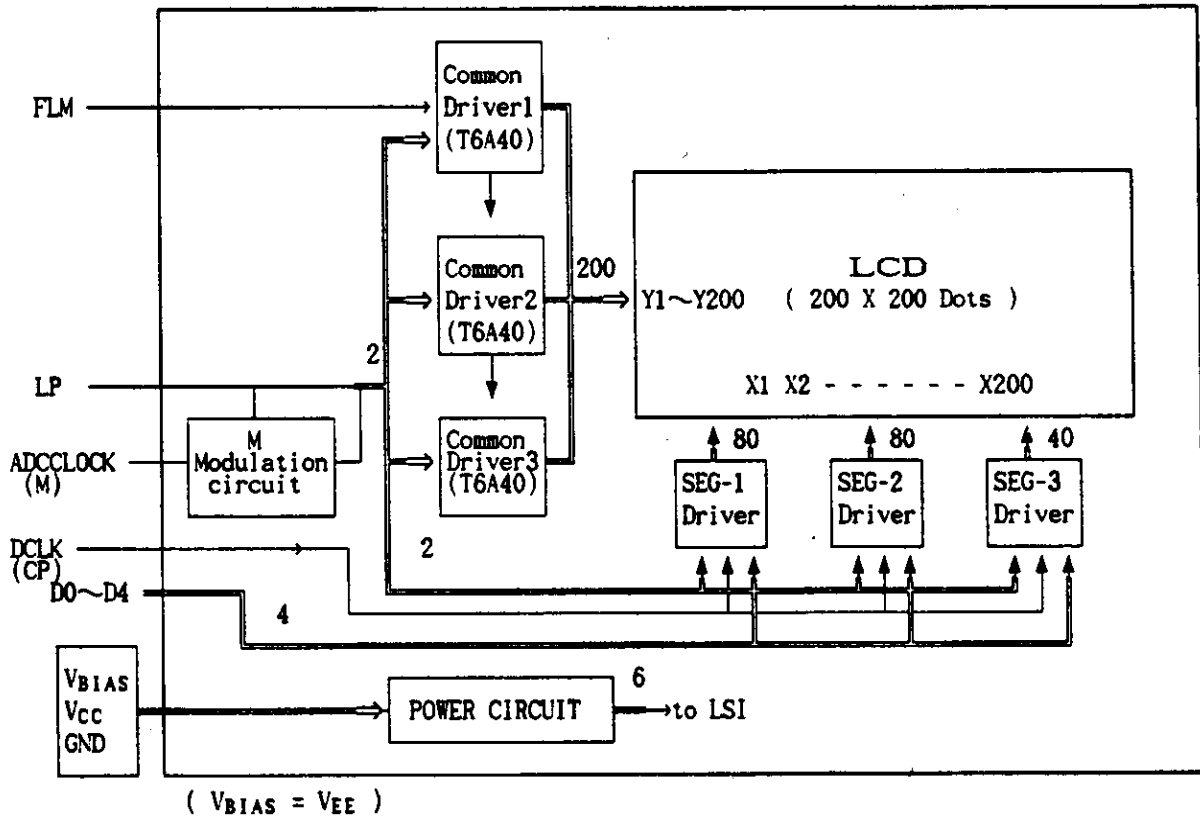 FLM
Common
Driver1
(T6A40)
Common
Driver2
(T6A40)
200
LCD
Y1～Y200 ( 200 X 200 Dots )
X1 X2 - - - - - - X200
2
LP
M
Modulation
circuit
ADCCLOCK
(M)
Common
Driver3
(T6A40)
80
80
40
SEG-1
Driver
SEG-2
Driver
SEG-3
Driver
2
DCLK
(CP)
D0～D4
4
VBIAS
VCC
GND
POWER CIRCUIT
6
to LSI
( VBIAS = VEE )